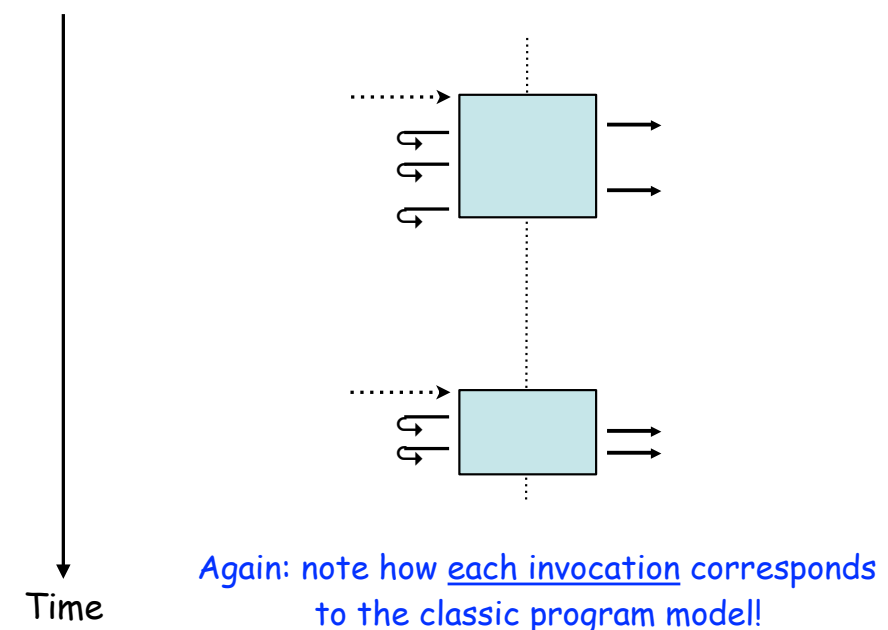 Time
Again: note how each invocation corresponds
to the classic program model!